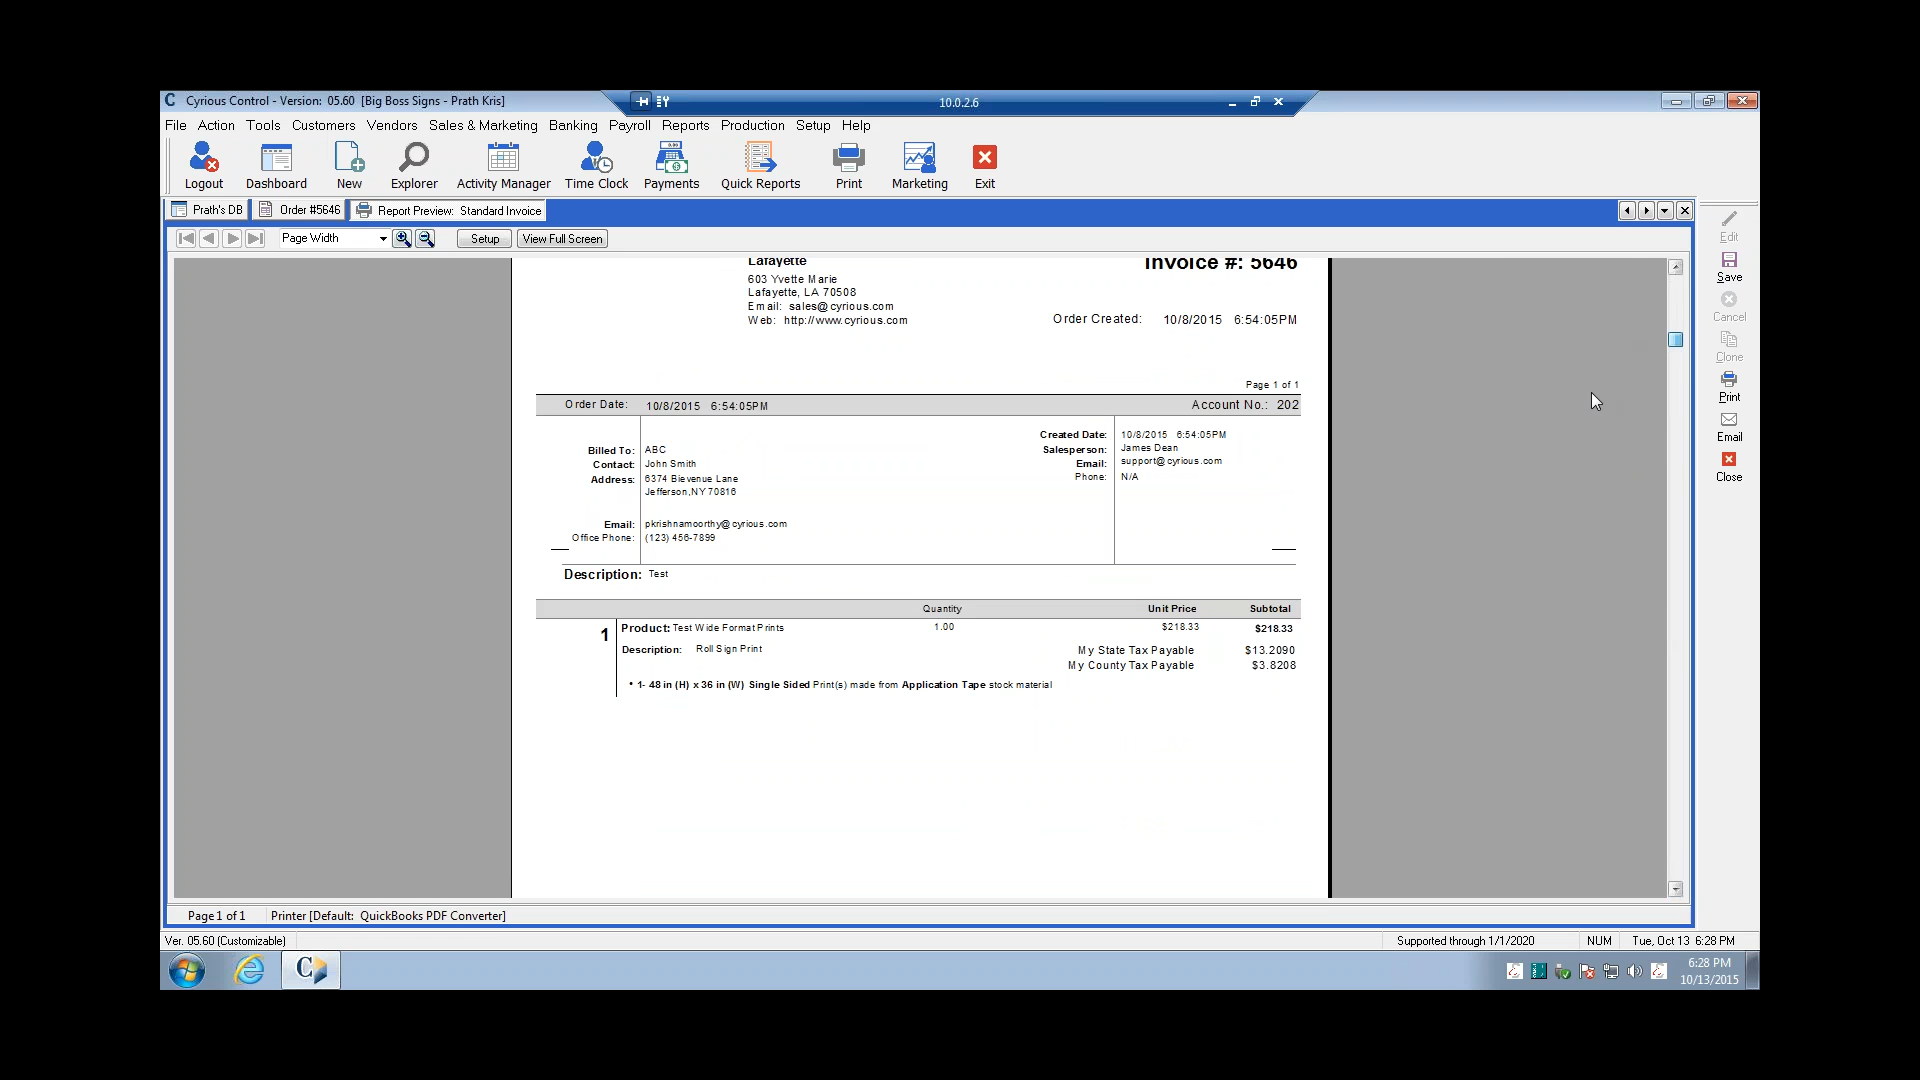 C Cyrious Control - Version: 05.60 [Big Boss Signs - Prath Kris]
10.0.2.6
File Action Tools Customers Vendors Sales & Marketing Banking Payroll Reports Production Setup Help
Logout Dashboard New Explorer Activity Manager Time Clock Payments Quick Reports Print Marketing Exit
Prath's DB Order #5646 Report Preview: Standard Invoice
Page Width Setup View Full Screen
Edit
Save
Cancel
Clone
Print
Email
Close
Lafayette Invoice #: 5646
603 Yvette Marie
Lafayette, LA 70508
Email: sales@cyrious.com
Web: http://www.cyrious.com
Order Created: 10/8/2015 6:54:05PM
Page 1 of 1
Order Date: 10/8/2015 6:54:05PM Account No.: 202
Created Date: 10/8/2015 6:54:05PM
Billed To: ABC Salesperson: James Dean
Contact: John Smith Email: support@cyrious.com
Address: 6374 Bievenue Lane Phone: N/A
Jefferson,NY 70816
Email: pkrishnamoorthy@cyrious.com
Office Phone: (123) 456-7899
Description: Test
Quantity Unit Price Subtotal
1 Product: Test Wide Format Prints 1.00 $218.33 $218.33
Description: Roll Sign Print My State Tax Payable $13.2090
My County Tax Payable $3.8208
• 1- 48 in (H) x 36 in (W) Single Sided Print(s) made from Application Tape stock material
Page 1 of 1 Printer [Default: QuickBooks PDF Converter]
Ver. 05.60 (Customizable) Supported through 1/1/2020 NUM Tue, Oct 13 6:28 PM
6:28 PM
10/13/2015